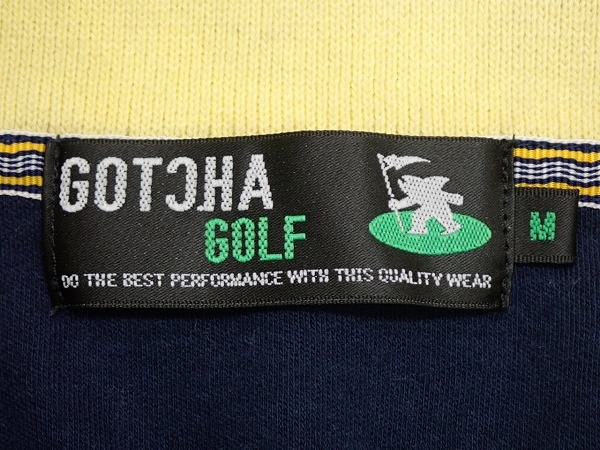 GOTCHA
GOLF
DO THE BEST PERFORMANCE WITH THIS QUALITY WEAR
M